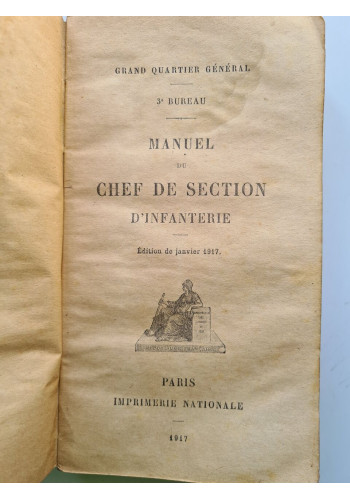 GRAND QUARTIER GÉNÉRAL
3e BUREAU
MANUEL
DU
CHEF DE SECTION
D'INFANTERIE
Édition de janvier 1917.
PARIS
IMPRIMERIE NATIONALE
1917